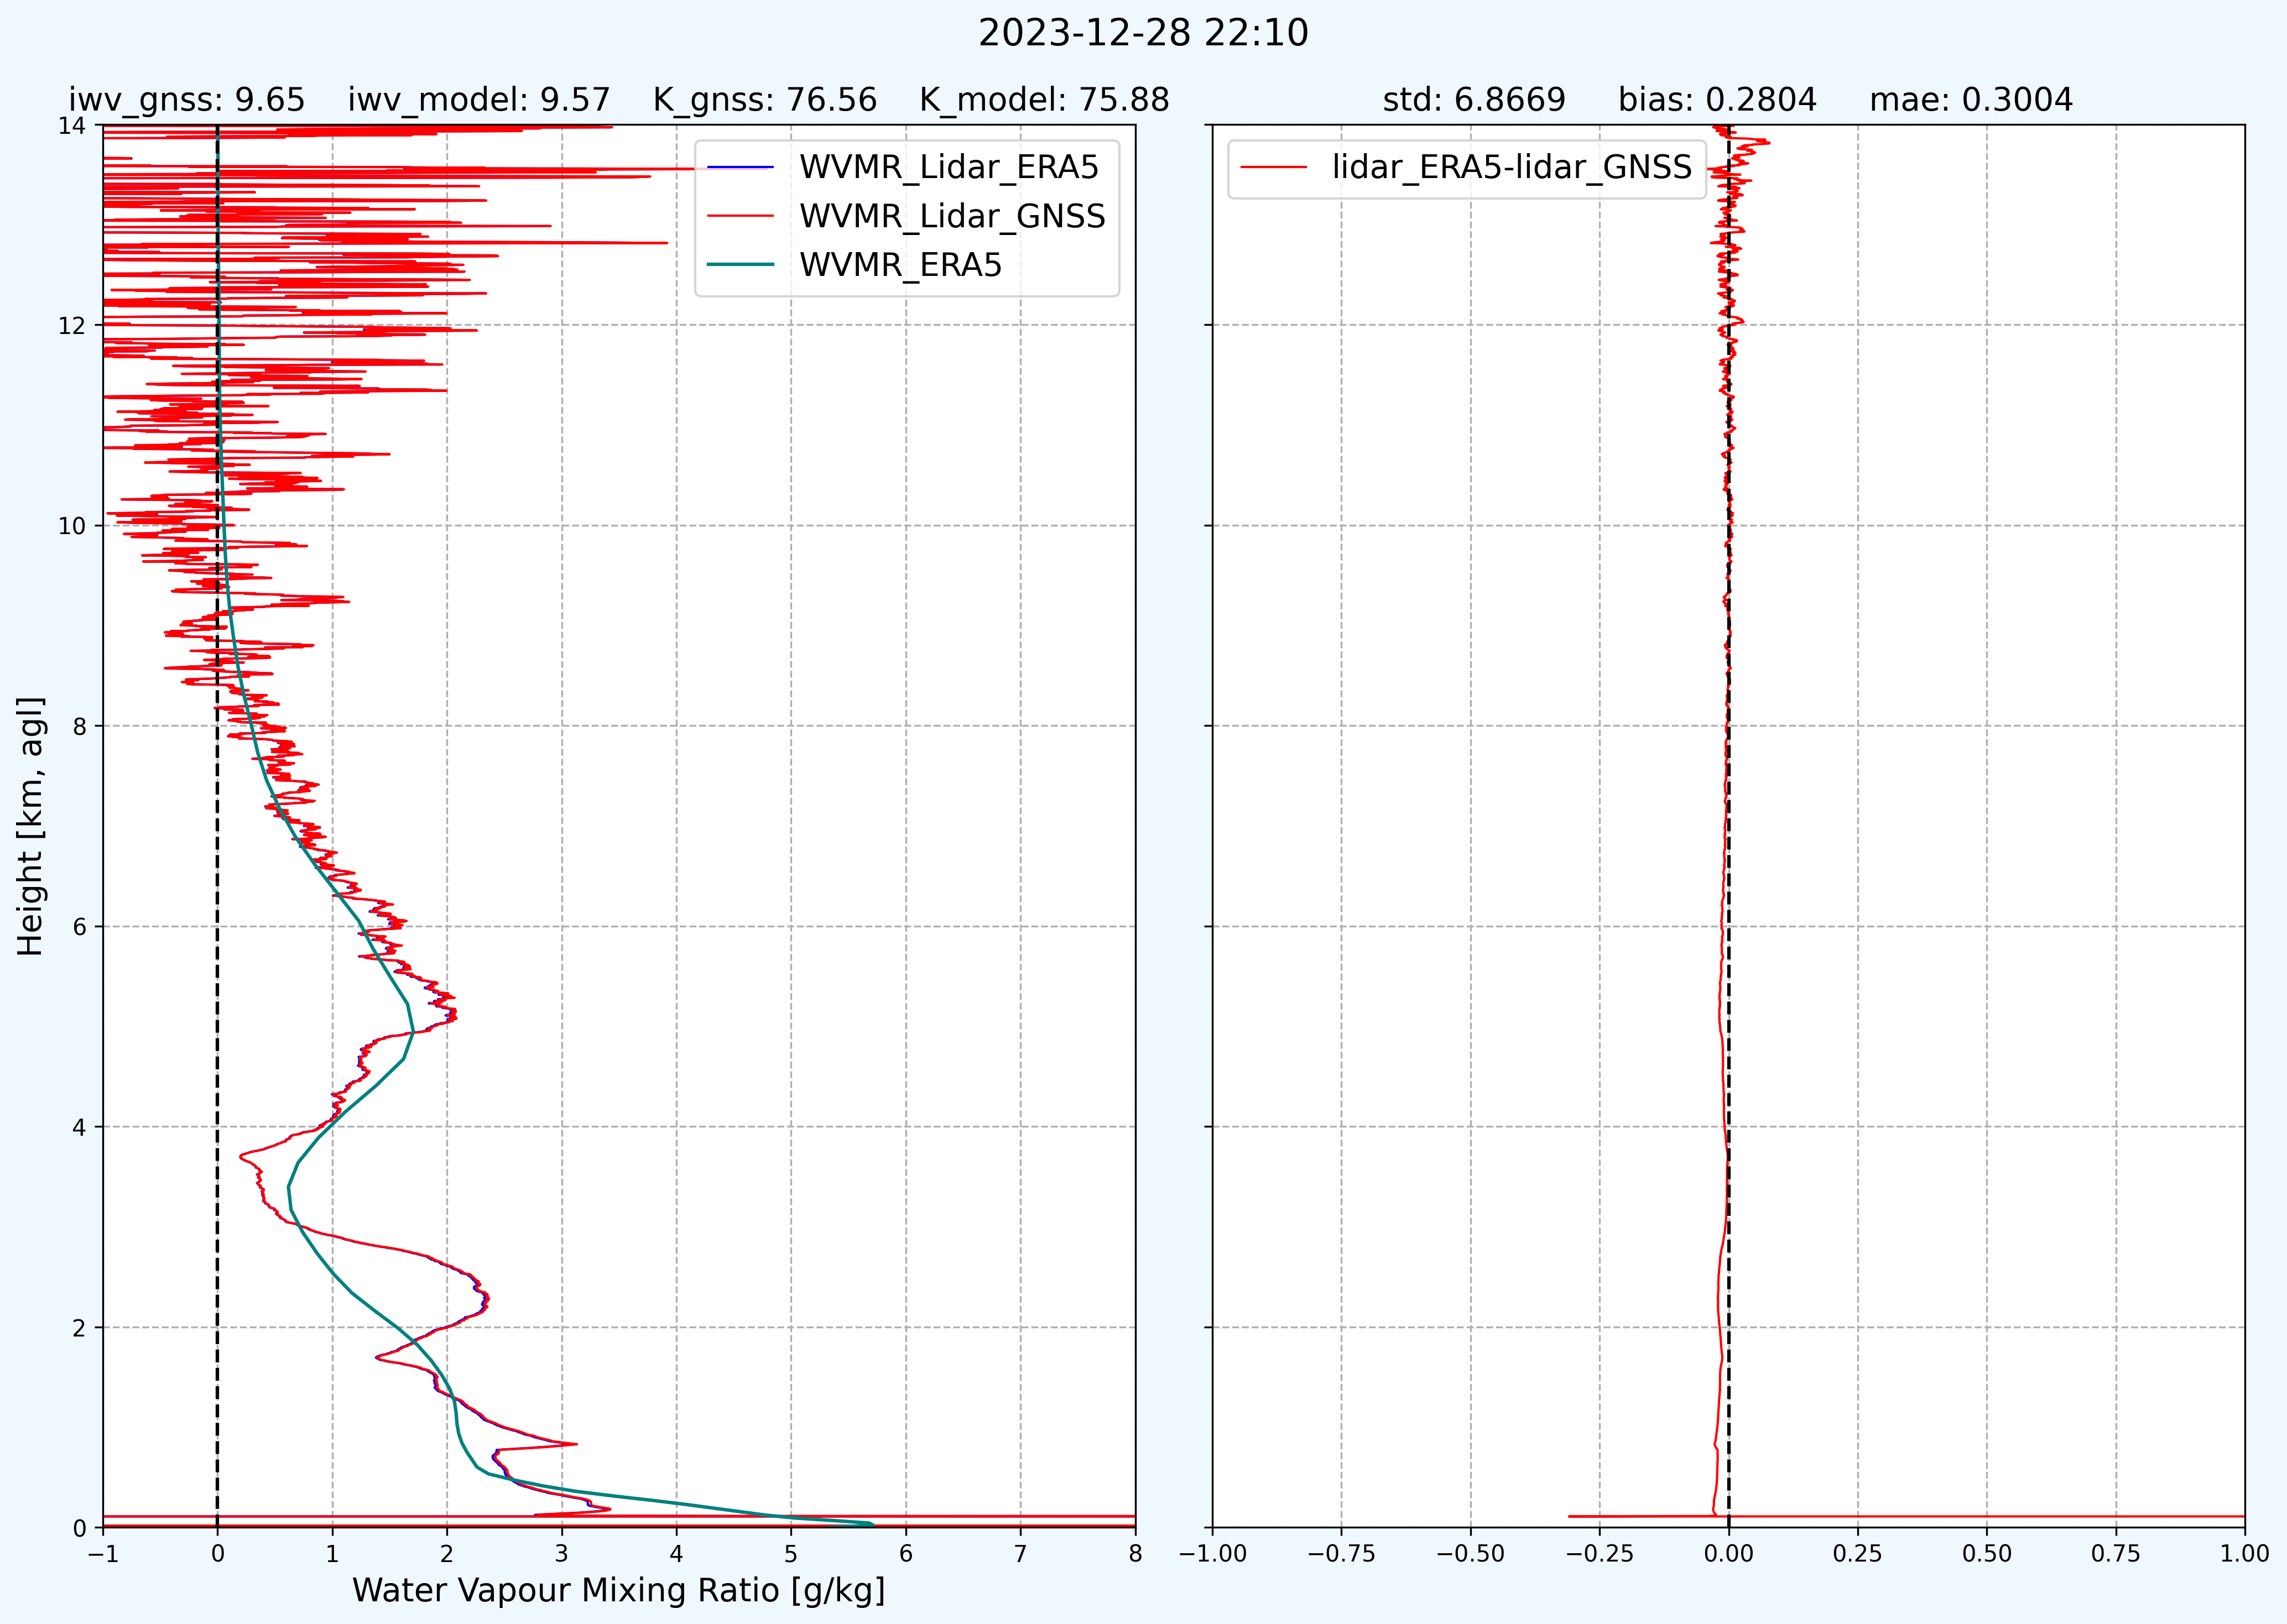 2023-12-28 22:10
iwv_gnss: 9.65 iwv_model: 9.57 K_gnss: 76.56 K_model: 75.88
std: 6.8669 bias: 0.2804 mae: 0.3004
WVMR_Lidar_ERA5
WVMR_Lidar_GNSS
WVMR_ERA5
lidar_ERA5-lidar_GNSS
Height [km, agl]
14
12
10
8
6
4
2
0
−1 0 1 2 3 4 5 6 7 8
Water Vapour Mixing Ratio [g/kg]
−1.00 −0.75 −0.50 −0.25 0.00 0.25 0.50 0.75 1.00